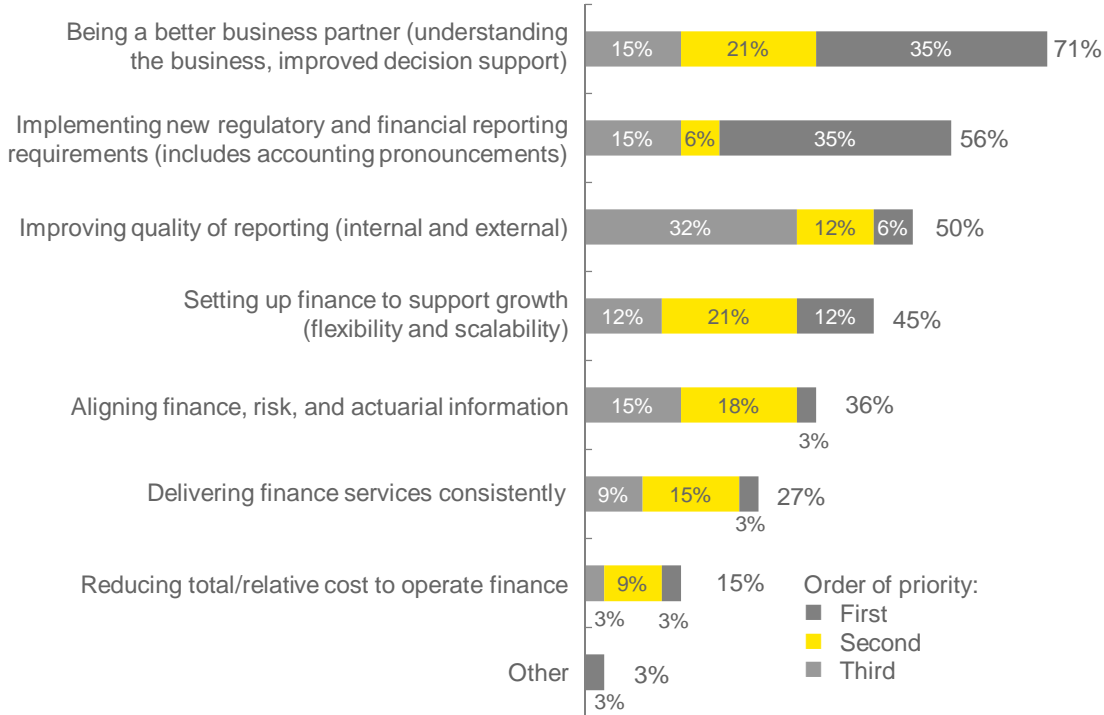 Being a better business partner (understanding
the business, improved decision support)
15% 21% 35% 71%
Implementing new regulatory and financial reporting
requirements (includes accounting pronouncements)
15% 6% 35% 56%
Improving quality of reporting (internal and external)
32% 12% 6% 50%
Setting up finance to support growth
(flexibility and scalability)
12% 21% 12% 45%
Aligning finance, risk, and actuarial information
15% 18% 36%
3%
Delivering finance services consistently
9% 15% 27%
3%
Reducing total/relative cost to operate finance
9% 15%
3% 3%
Other
3%
3%
Order of priority:
First
Second
Third